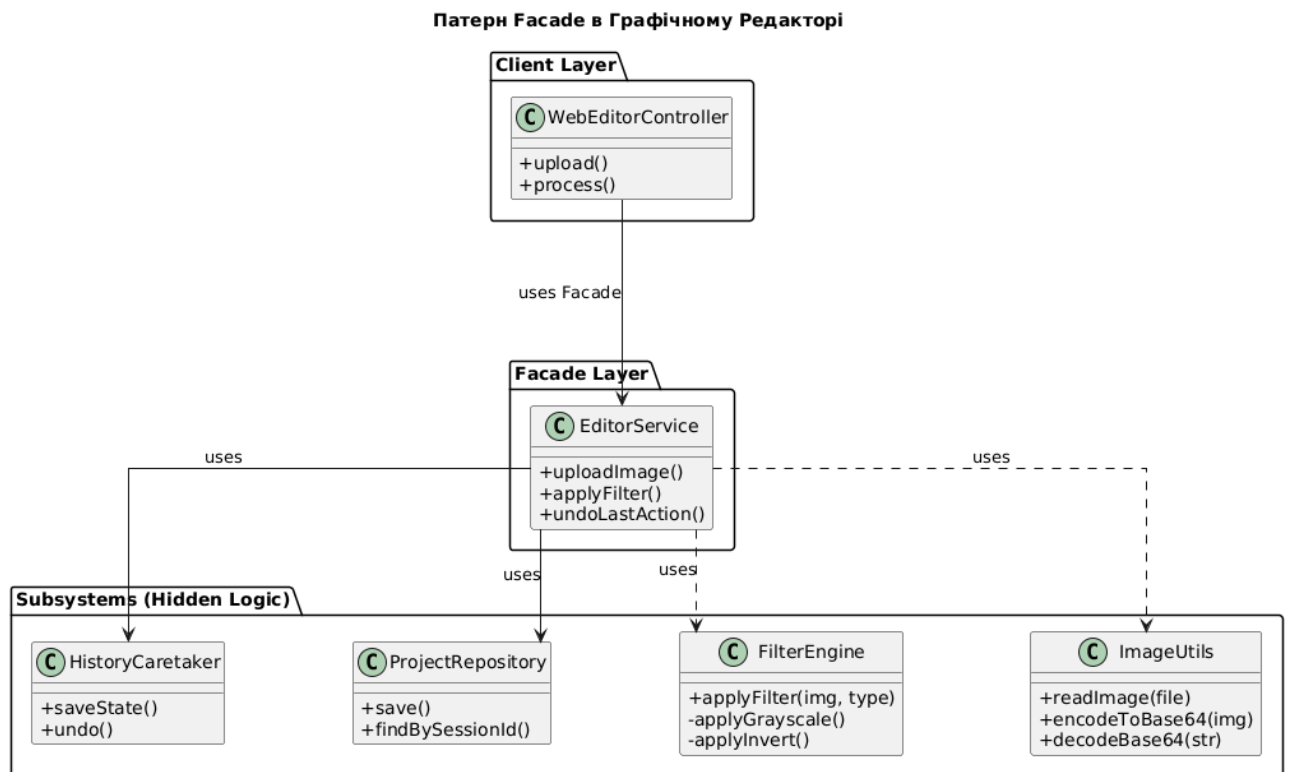 Патерн Facade в Графічному Редакторі
Client Layer
C WebEditorController
+upload()
+process()
uses Facade
Facade Layer
C EditorService
+uploadImage()
+applyFilter()
+undoLastAction()
uses
uses
uses
uses
Subsystems (Hidden Logic)
C HistoryCaretaker
+saveState()
+undo()
C ProjectRepository
+save()
+findBySessionId()
C FilterEngine
+applyFilter(img, type)
-applyGrayscale()
-applyInvert()
C ImageUtils
+readImage(file)
+encodeToBase64(img)
+decodeBase64(str)